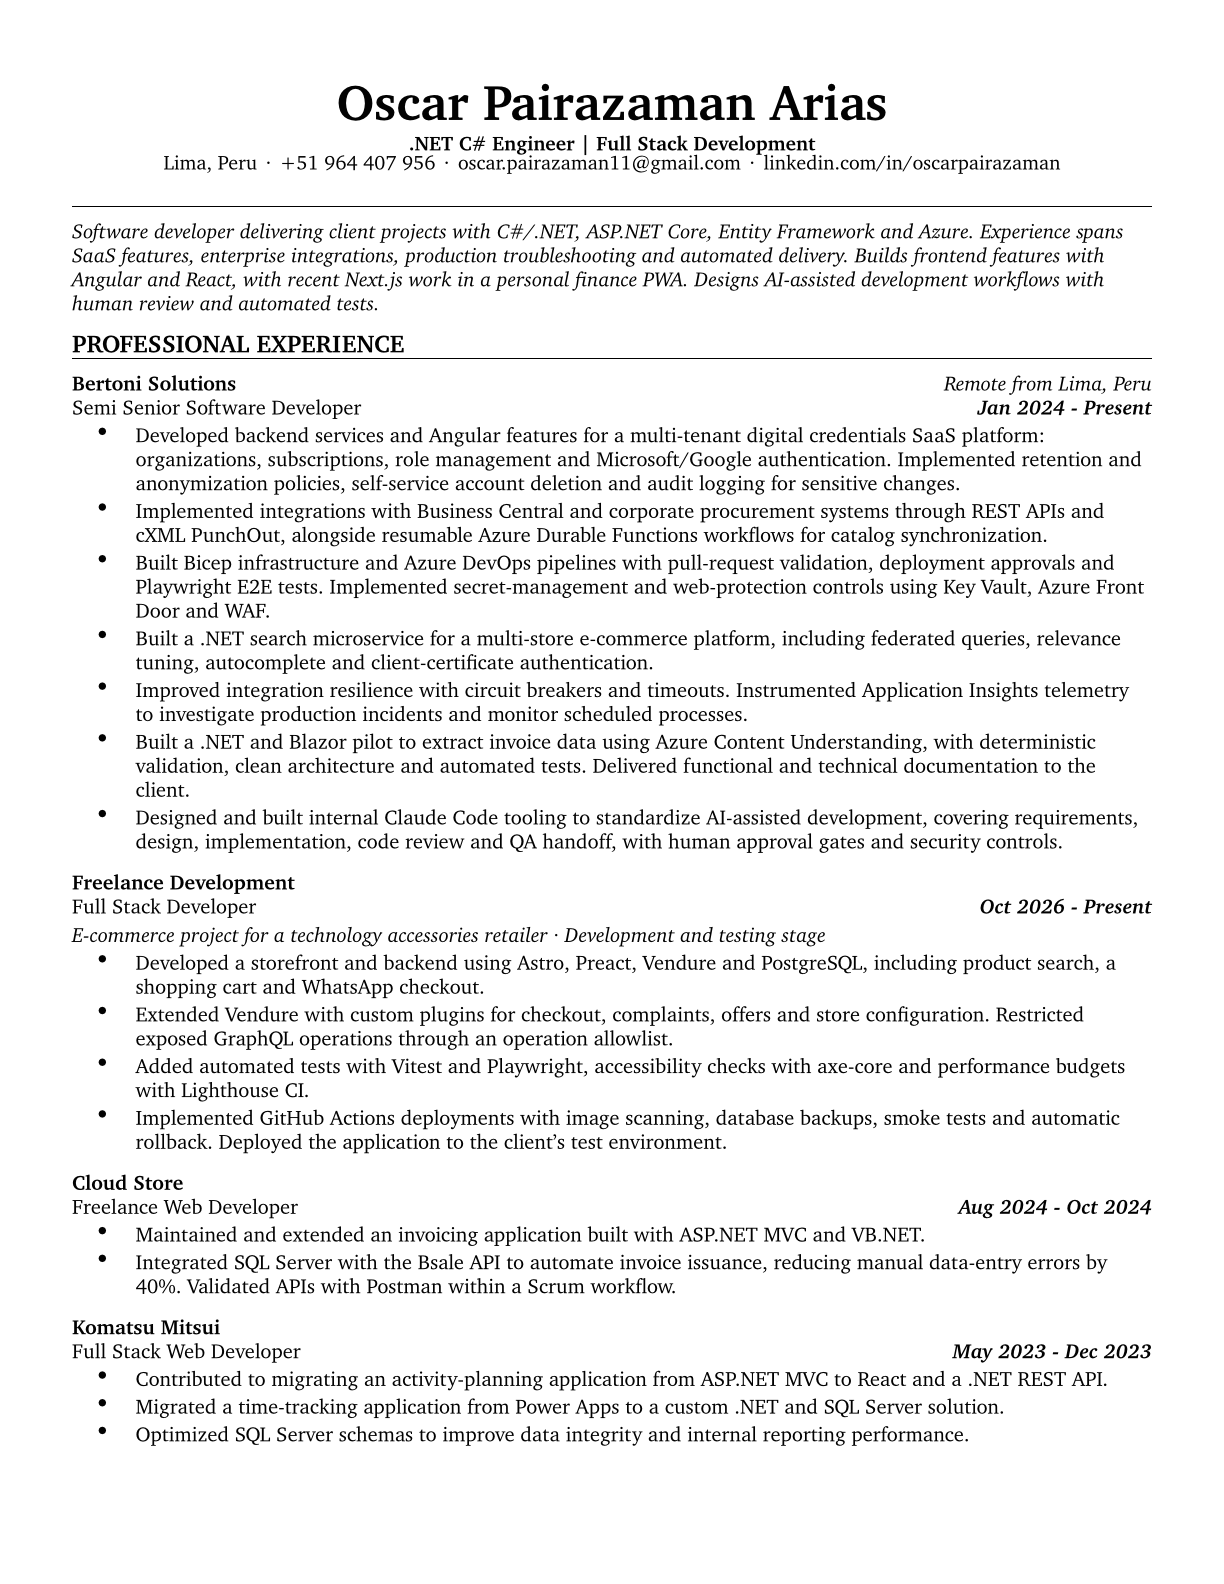 Oscar Pairazaman Arias
.NET C# Engineer | Full Stack Development
Lima, Peru · +51 964 407 956 · oscar.pairazaman11@gmail.com · linkedin.com/in/oscarpairazaman
Software developer delivering client projects with C#/.NET, ASP.NET Core, Entity Framework and Azure. Experience spans
SaaS features, enterprise integrations, production troubleshooting and automated delivery. Builds frontend features with
Angular and React, with recent Next.js work in a personal finance PWA. Designs AI-assisted development workflows with
human review and automated tests.
PROFESSIONAL EXPERIENCE
Bertoni Solutions Remote from Lima, Peru
Semi Senior Software Developer Jan 2024 - Present
• Developed backend services and Angular features for a multi-tenant digital credentials SaaS platform:
organizations, subscriptions, role management and Microsoft/Google authentication. Implemented retention and
anonymization policies, self-service account deletion and audit logging for sensitive changes.
• Implemented integrations with Business Central and corporate procurement systems through REST APIs and
cXML PunchOut, alongside resumable Azure Durable Functions workflows for catalog synchronization.
• Built Bicep infrastructure and Azure DevOps pipelines with pull-request validation, deployment approvals and
Playwright E2E tests. Implemented secret-management and web-protection controls using Key Vault, Azure Front
Door and WAF.
• Built a .NET search microservice for a multi-store e-commerce platform, including federated queries, relevance
tuning, autocomplete and client-certificate authentication.
• Improved integration resilience with circuit breakers and timeouts. Instrumented Application Insights telemetry
to investigate production incidents and monitor scheduled processes.
• Built a .NET and Blazor pilot to extract invoice data using Azure Content Understanding, with deterministic
validation, clean architecture and automated tests. Delivered functional and technical documentation to the
client.
• Designed and built internal Claude Code tooling to standardize AI-assisted development, covering requirements,
design, implementation, code review and QA handoff, with human approval gates and security controls.
Freelance Development
Full Stack Developer Oct 2026 - Present
E-commerce project for a technology accessories retailer · Development and testing stage
• Developed a storefront and backend using Astro, Preact, Vendure and PostgreSQL, including product search, a
shopping cart and WhatsApp checkout.
• Extended Vendure with custom plugins for checkout, complaints, offers and store configuration. Restricted
exposed GraphQL operations through an operation allowlist.
• Added automated tests with Vitest and Playwright, accessibility checks with axe-core and performance budgets
with Lighthouse CI.
• Implemented GitHub Actions deployments with image scanning, database backups, smoke tests and automatic
rollback. Deployed the application to the client’s test environment.
Cloud Store
Freelance Web Developer Aug 2024 - Oct 2024
• Maintained and extended an invoicing application built with ASP.NET MVC and VB.NET.
• Integrated SQL Server with the Bsale API to automate invoice issuance, reducing manual data-entry errors by
40%. Validated APIs with Postman within a Scrum workflow.
Komatsu Mitsui
Full Stack Web Developer May 2023 - Dec 2023
• Contributed to migrating an activity-planning application from ASP.NET MVC to React and a .NET REST API.
• Migrated a time-tracking application from Power Apps to a custom .NET and SQL Server solution.
• Optimized SQL Server schemas to improve data integrity and internal reporting performance.